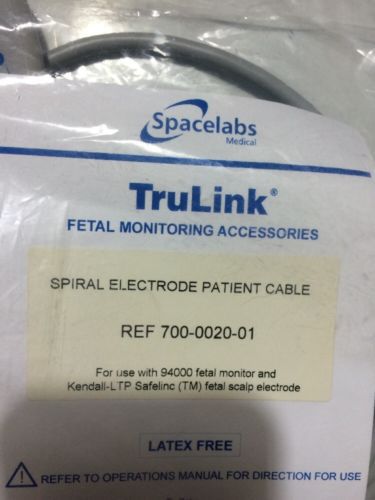 Spacelabs
Medical
TruLink®
FETAL MONITORING ACCESSORIES
SPIRAL ELECTRODE PATIENT CABLE
REF 700-0020-01
For use with 94000 fetal monitor and
Kendall-LTP Safelinc (TM) fetal scalp electrode
LATEX FREE
REFER TO OPERATIONS MANUAL FOR DIRECTION FOR USE